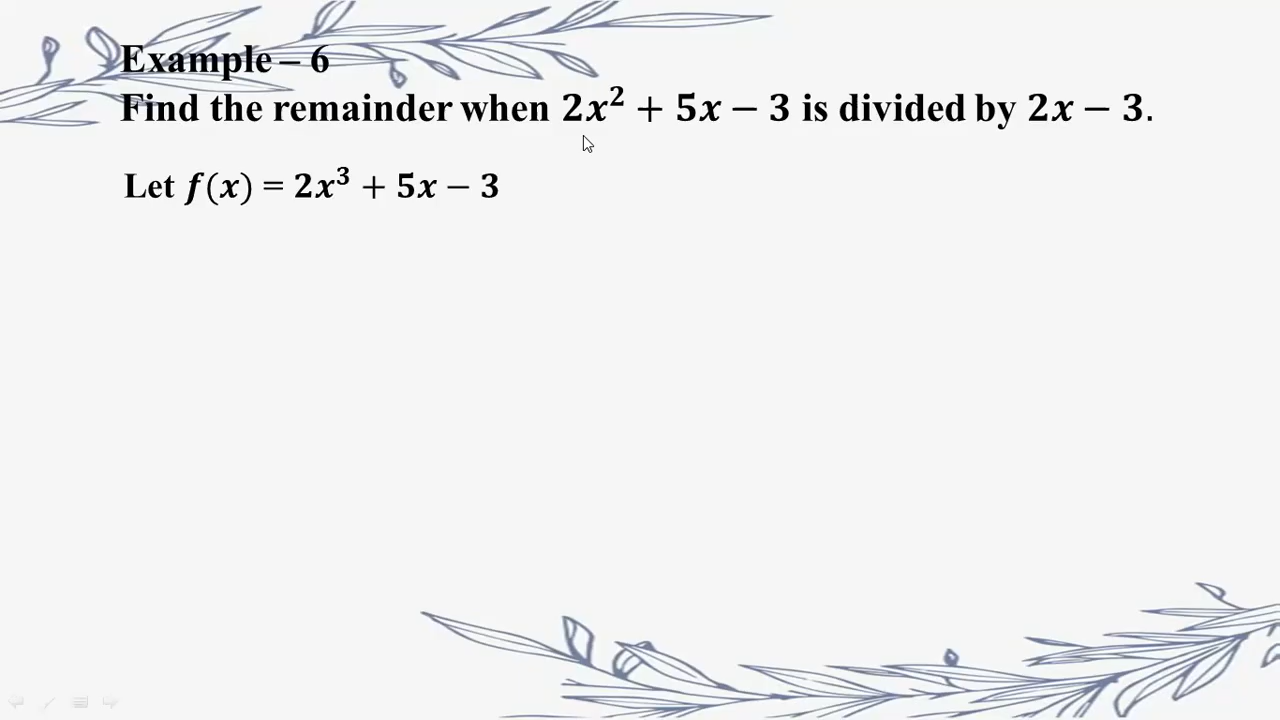 Example – 6
Find the remainder when 2x² + 5x − 3 is divided by 2x − 3.
Let f(x) = 2x³ + 5x − 3